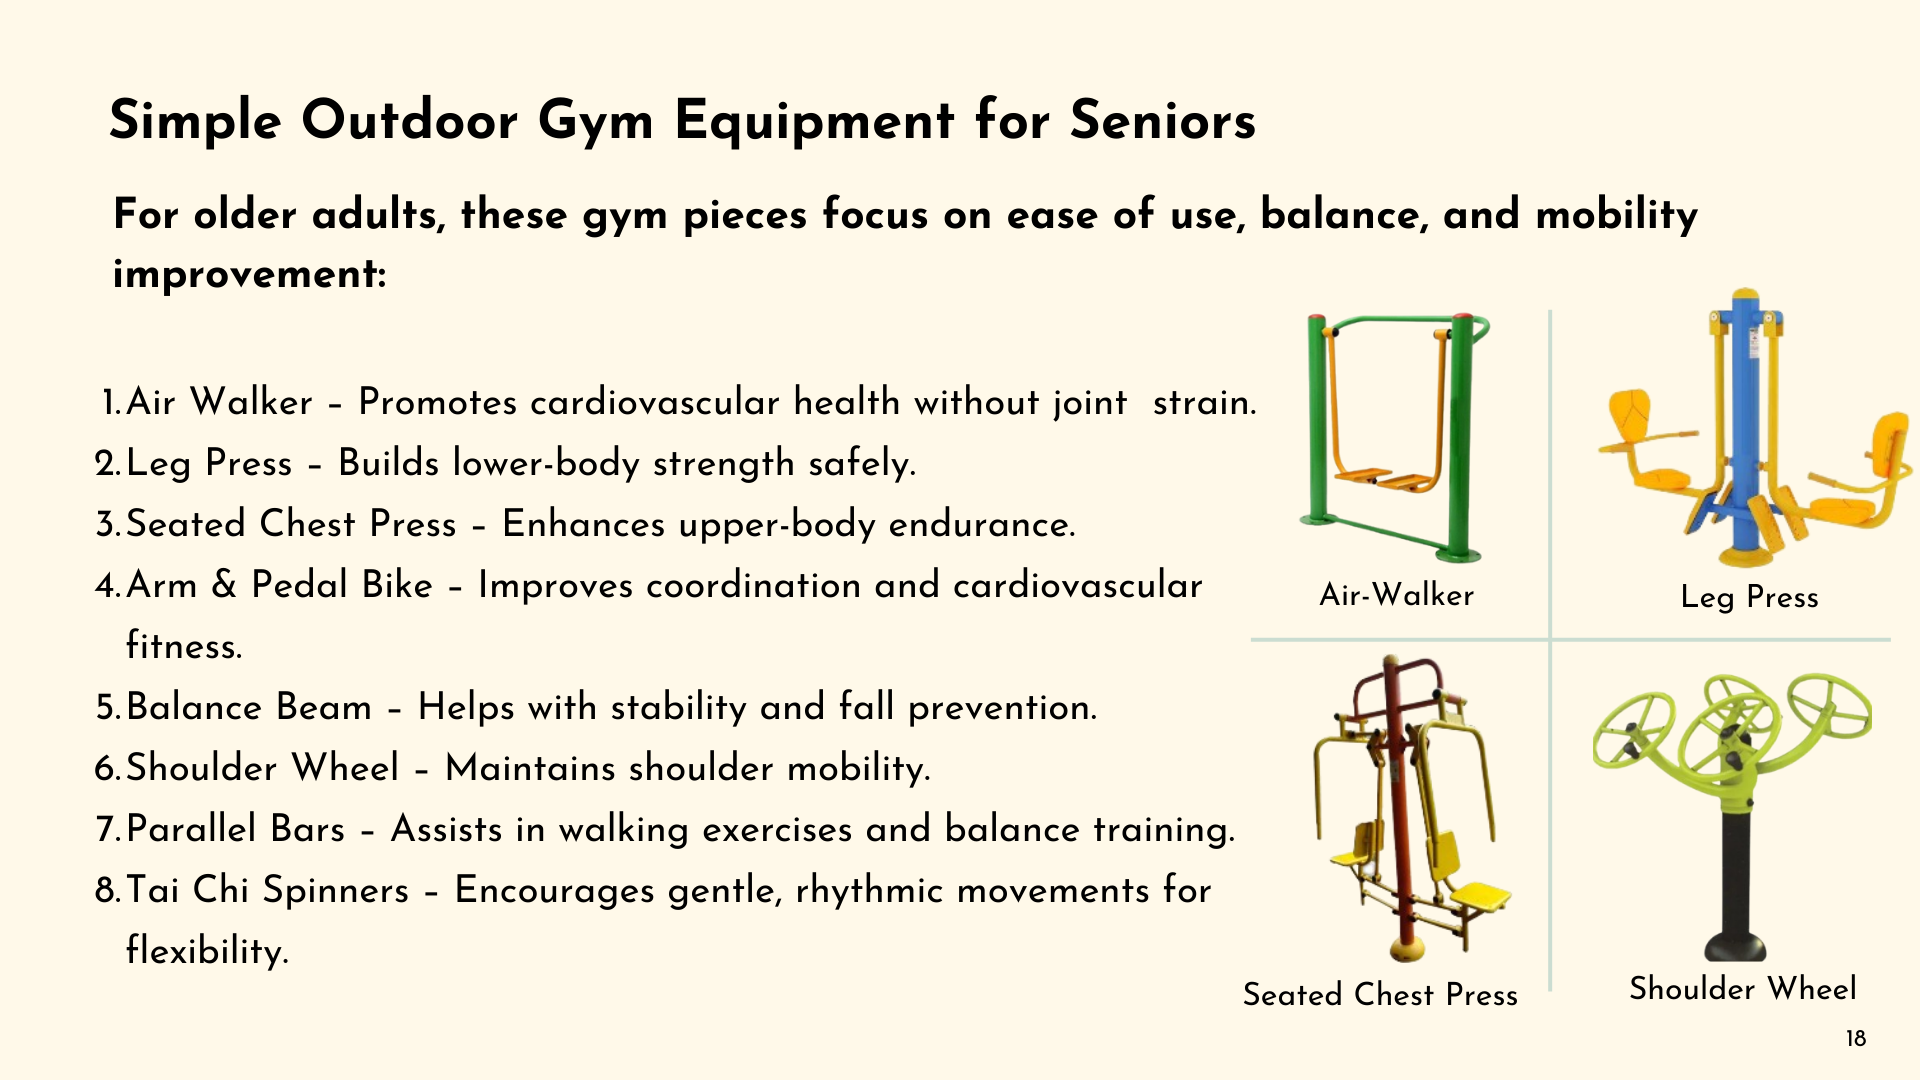 Simple Outdoor Gym Equipment for Seniors
For older adults, these gym pieces focus on ease of use, balance, and mobility
improvement:
1. Air Walker – Promotes cardiovascular health without joint  strain.
2. Leg Press – Builds lower-body strength safely.
3. Seated Chest Press – Enhances upper-body endurance.
4. Arm & Pedal Bike – Improves coordination and cardiovascular
fitness.
5. Balance Beam – Helps with stability and fall prevention.
6. Shoulder Wheel – Maintains shoulder mobility.
7. Parallel Bars – Assists in walking exercises and balance training.
8. Tai Chi Spinners – Encourages gentle, rhythmic movements for
flexibility.
Air-Walker
Leg Press
Seated Chest Press
Shoulder Wheel
18